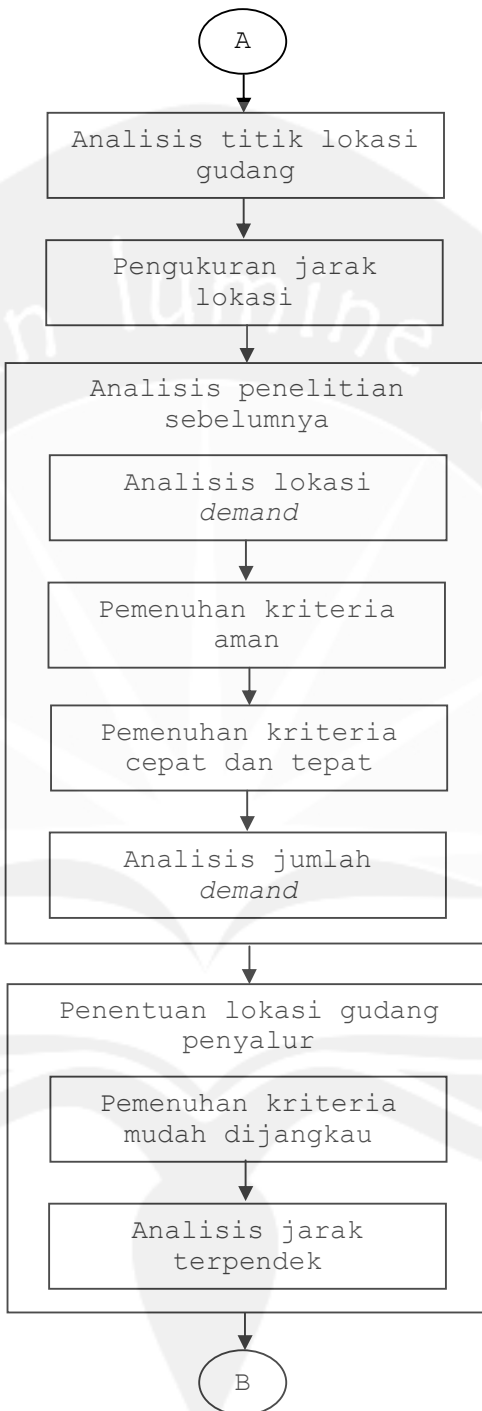 A
Analisis titik lokasi
gudang
Pengukuran jarak
lokasi
n lumine
Analisis penelitian
sebelumnya
Analisis lokasi
demand
Pemenuhan kriteria
aman
Pemenuhan kriteria
cepat dan tepat
Analisis jumlah
demand
Penentuan lokasi gudang
penyalur
Pemenuhan kriteria
mudah dijangkau
Analisis jarak
terpendek
B